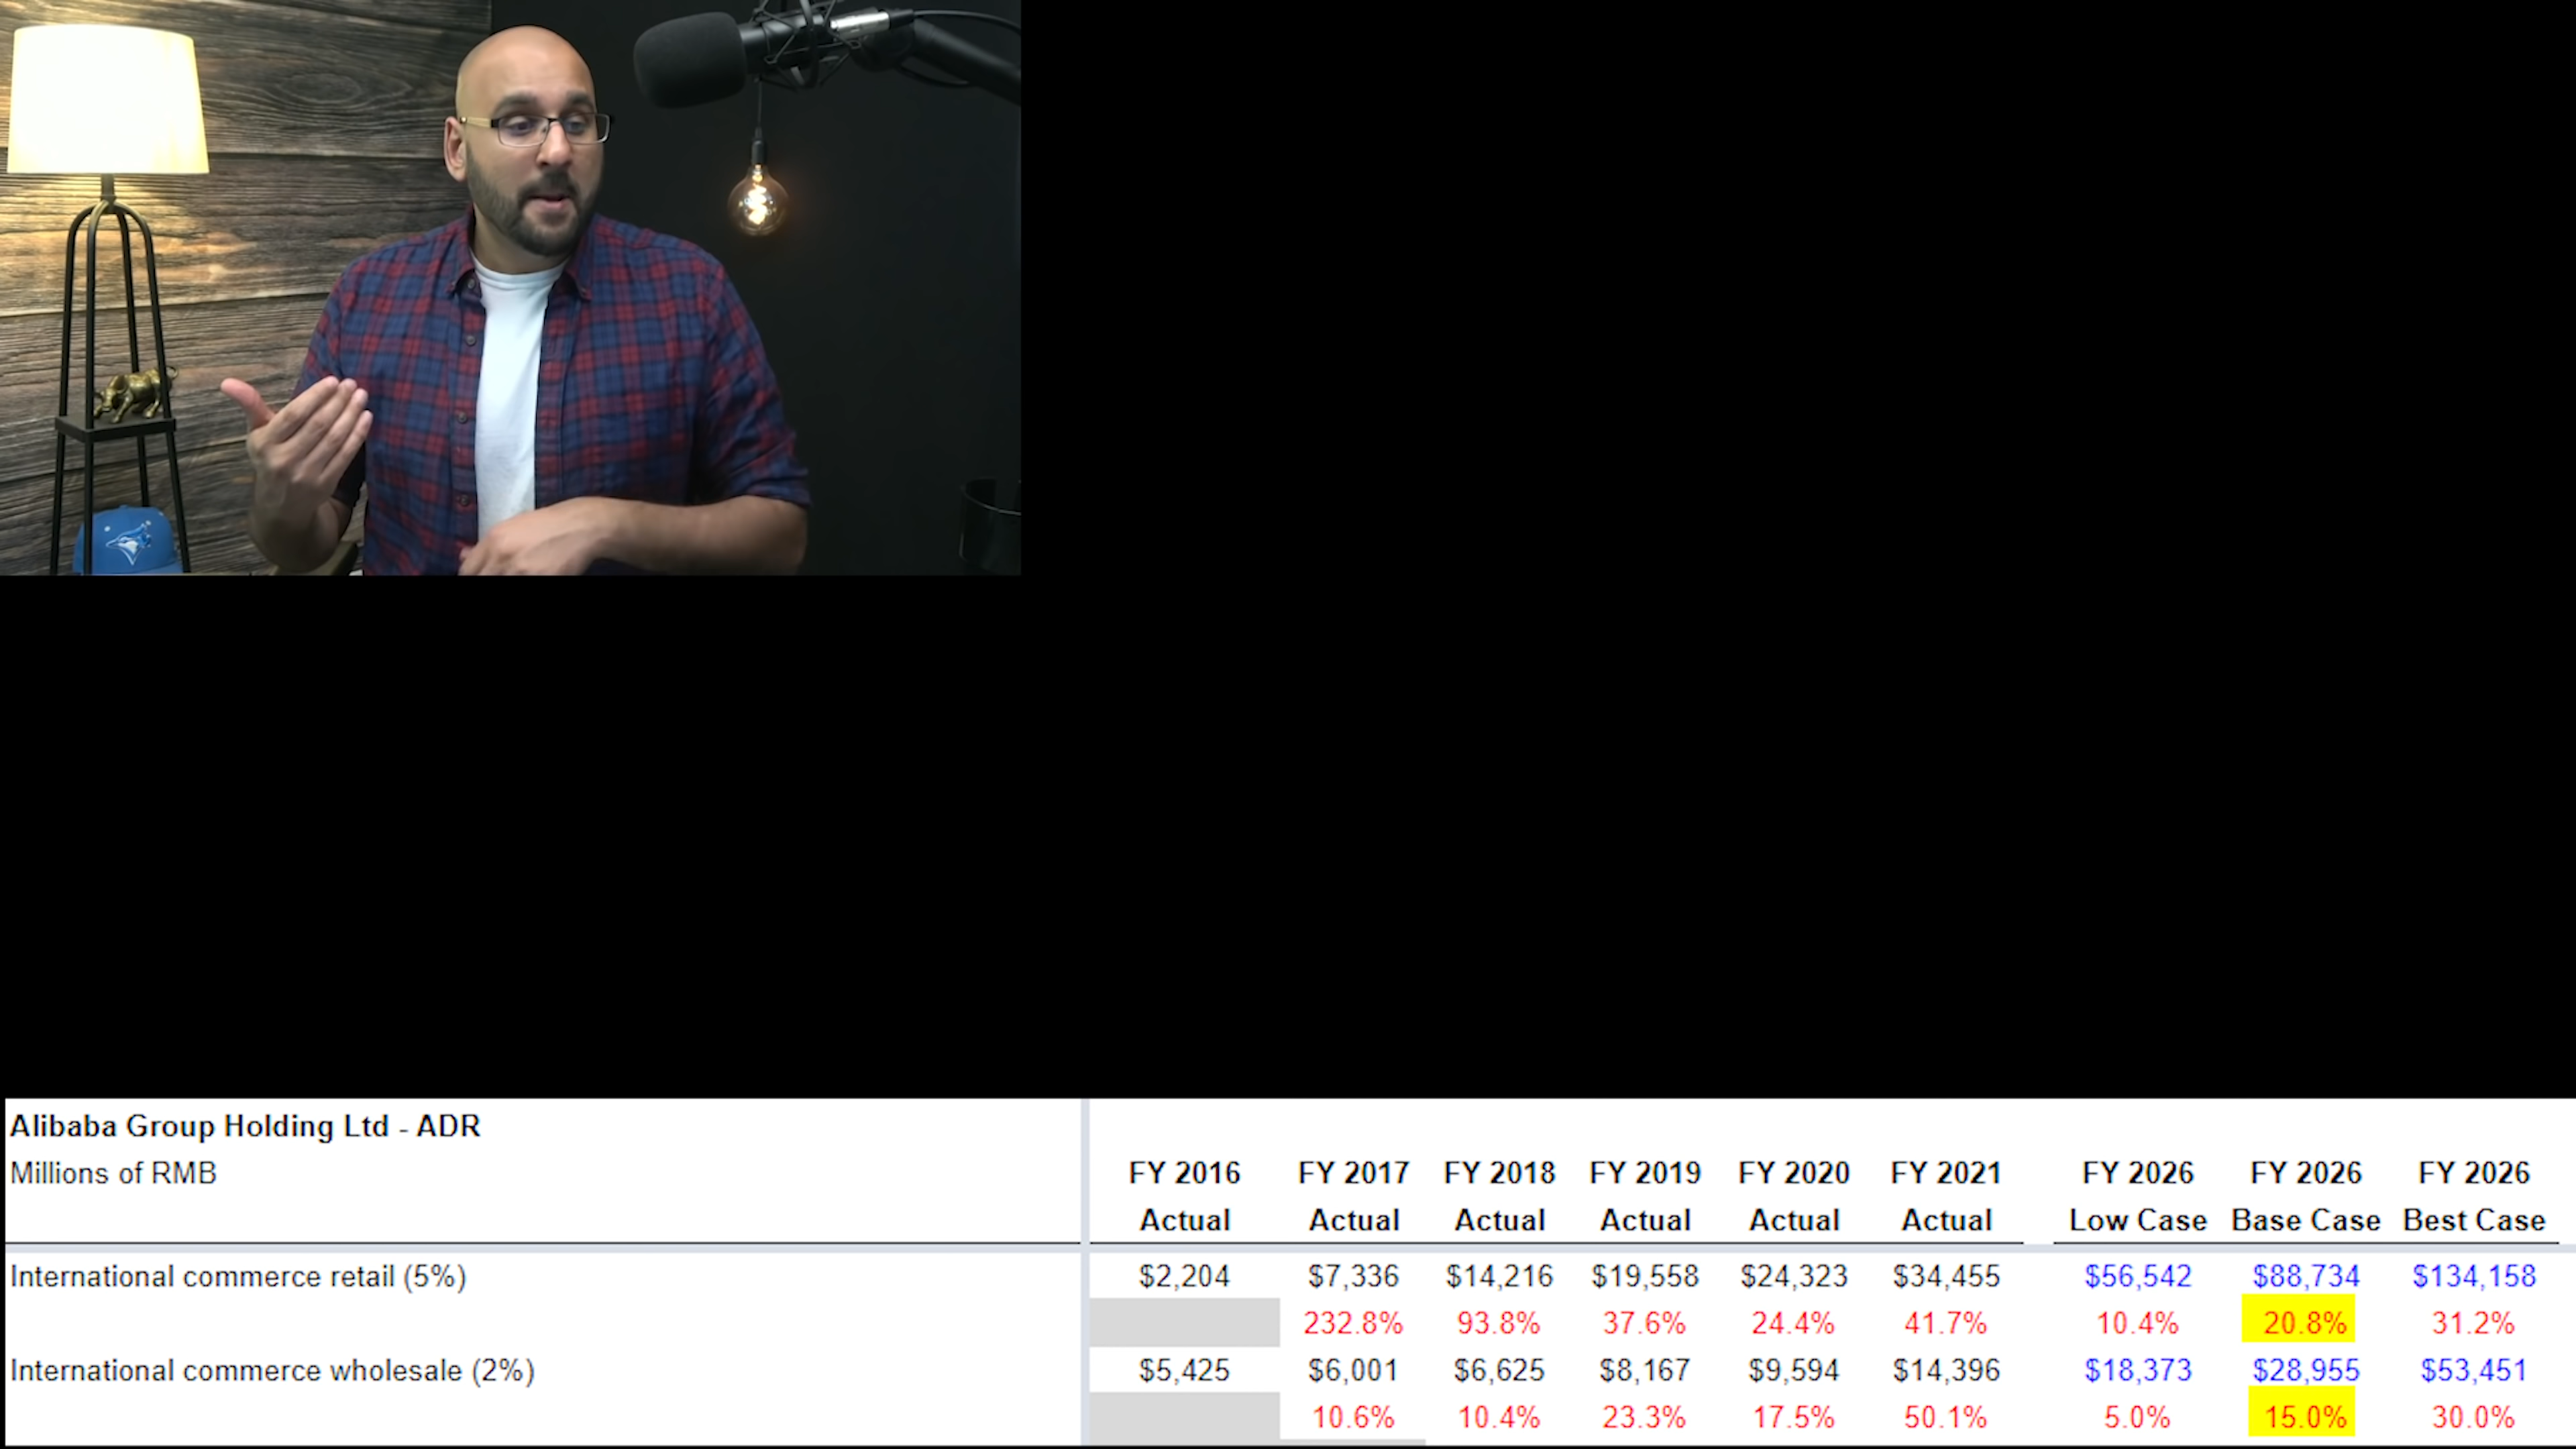 Alibaba Group Holding Ltd - ADR
Millions of RMB FY 2016 FY 2017 FY 2018 FY 2019 FY 2020 FY 2021 FY 2026 FY 2026 FY 2026
Actual Actual Actual Actual Actual Actual Low Case Base Case Best Case
International commerce retail (5%) $2,204 $7,336 $14,216 $19,558 $24,323 $34,455 $56,542 $88,734 $134,158
232.8% 93.8% 37.6% 24.4% 41.7% 10.4% 20.8% 31.2%
International commerce wholesale (2%) $5,425 $6,001 $6,625 $8,167 $9,594 $14,396 $18,373 $28,955 $53,451
10.6% 10.4% 23.3% 17.5% 50.1% 5.0% 15.0% 30.0%